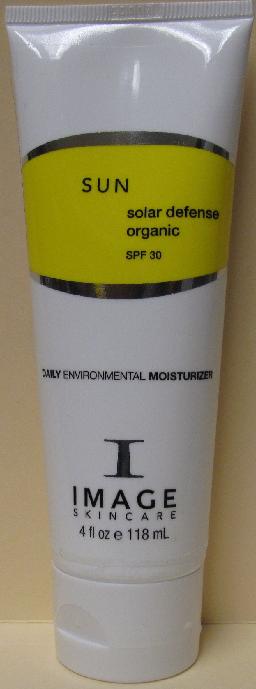 SUN
solar defense
organic
SPF 30
DAILY ENVIRONMENTAL MOISTURIZER
I
IMAGE
SKINCARE
4 fl oz e 118 mL